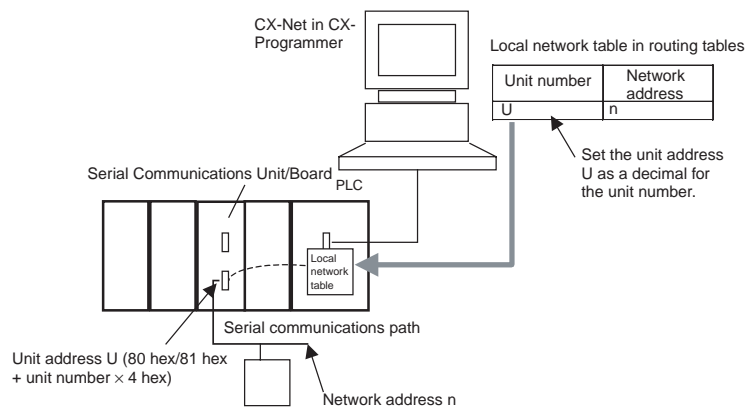 CX-Net in CX-
Programmer
Local network table in routing tables
Unit number
Network
address
U
n
Set the unit address
U as a decimal for
the unit number.
Serial Communications Unit/Board
PLC
Local
network
table
Serial communications path
Unit address U (80 hex/81 hex
+ unit number × 4 hex)
Network address n